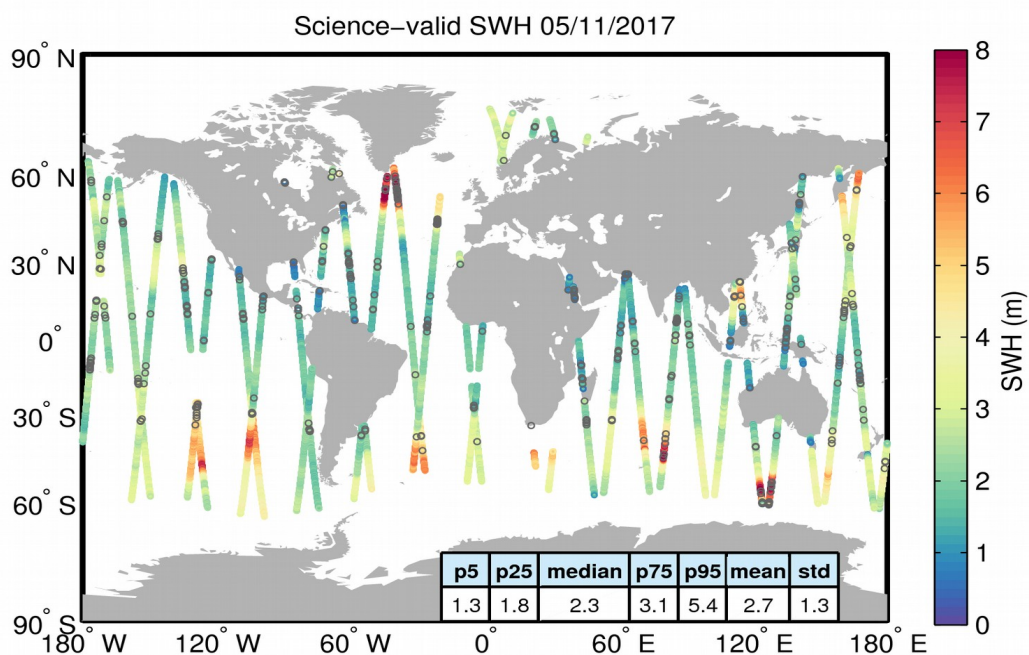 Science−valid SWH 05/11/2017
90° N
60° N
30° N
0°
30° S
60° S
90° S
180° W 120° W 60° W 0° 60° E 120° E 180° E
p5 p25 median p75 p95 mean std
1.3 1.8 2.3 3.1 5.4 2.7 1.3
8
7
6
5
4
3
2
1
0
SWH (m)